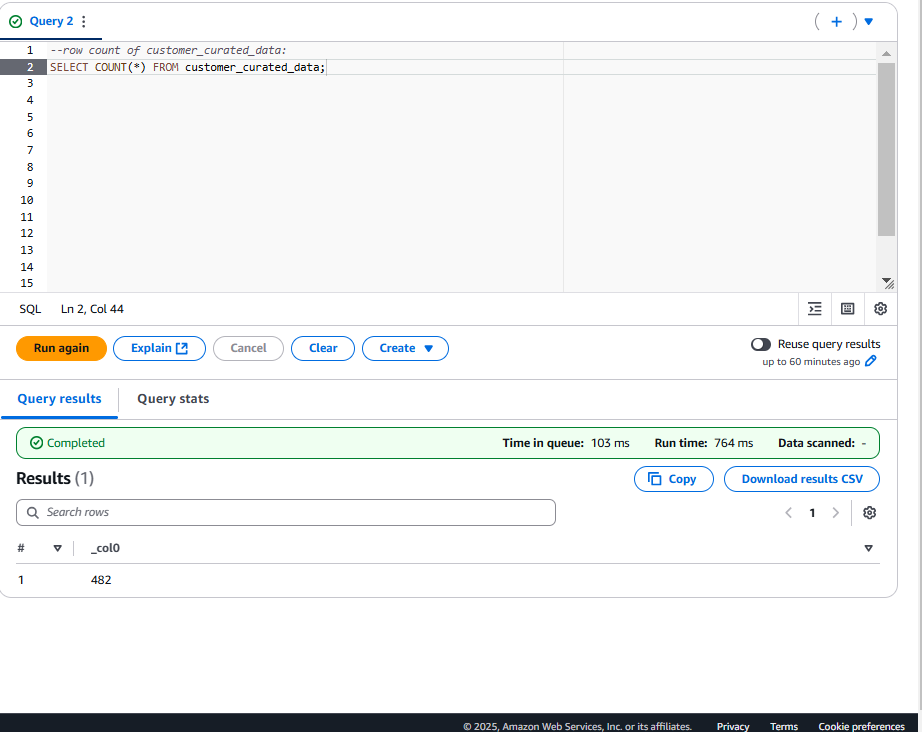 Query 2
1 --row count of customer_curated_data:
2 SELECT COUNT(*) FROM customer_curated_data;
3
4
5
6
7
8
9
10
11
12
13
14
15
SQL Ln 2, Col 44
Run again Explain Cancel Clear Create Reuse query results
up to 60 minutes ago
Query results Query stats
Completed Time in queue: 103 ms Run time: 764 ms Data scanned: -
Results (1) Copy Download results CSV
Search rows 1
# _col0
1 482
© 2025, Amazon Web Services, Inc. or its affiliates. Privacy Terms Cookie preferences